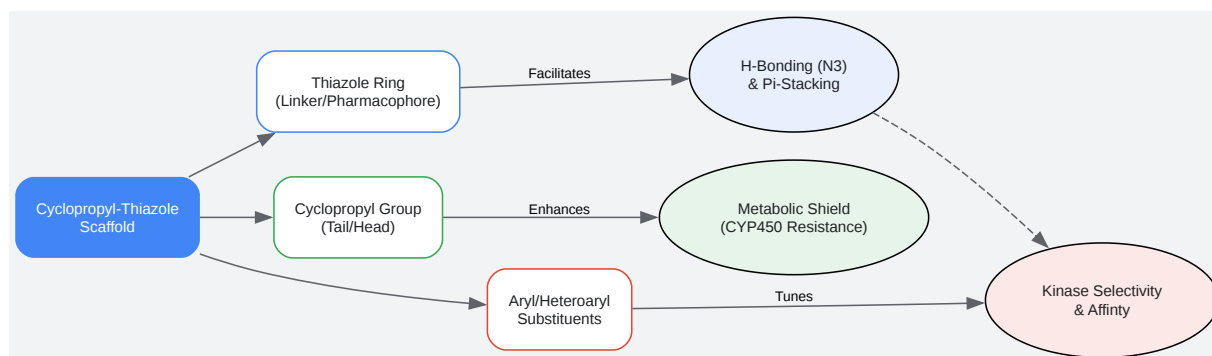 Thiazole Ring
(Linker/Pharmacophore)
Facilitates
H-Bonding (N3)
& Pi-Stacking
Cyclopropyl-Thiazole
Scaffold
Cyclopropyl Group
(Tail/Head)
Enhances
Metabolic Shield
(CYP450 Resistance)
Aryl/Heteroaryl
Substituents
Tunes
Kinase Selectivity
& Affinty